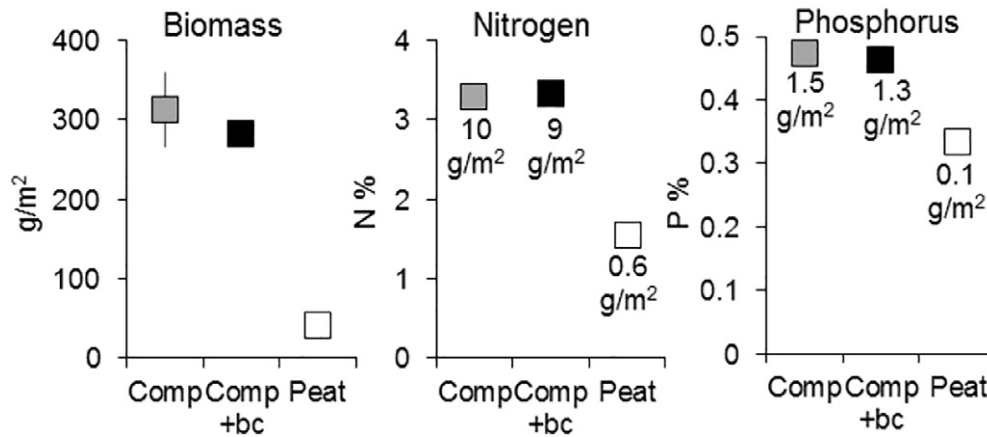 Biomass
400
300
200
100
0
g/m²
Comp Comp Peat
+bc
Nitrogen
4
3
2
1
0
N %
10
g/m²
9
g/m²
0.6
g/m²
Comp Comp Peat
+bc
Phosphorus
0.5
0.4
0.3
0.2
0.1
0
P %
1.5
g/m²
1.3
g/m²
0.1
g/m²
Comp Comp Peat
+bc